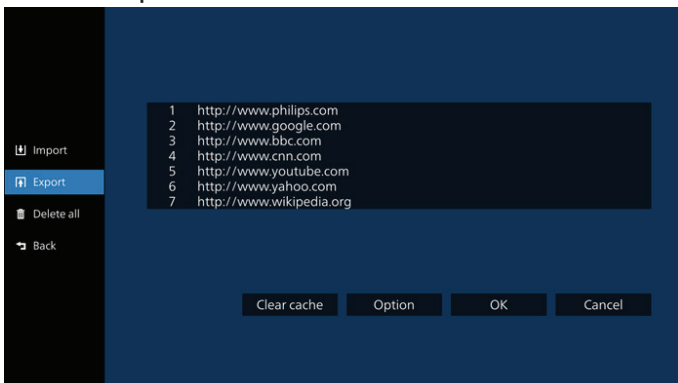 Import
Export
Delete all
Back
1 http://www.philips.com
2 http://www.google.com
3 http://www.bbc.com
4 http://www.cnn.com
5 http://www.youtube.com
6 http://www.yahoo.com
7 http://www.wikipedia.org
Clear cache Option OK Cancel